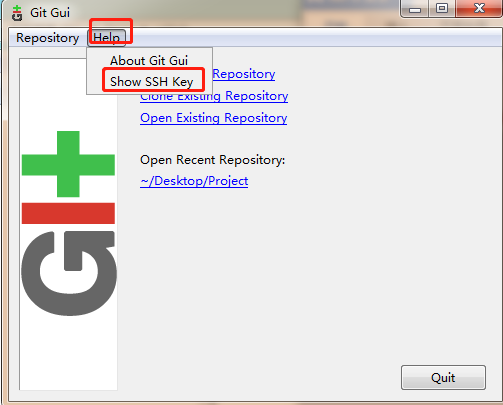 Git Gui
Repository Help
About Git Gui
Show SSH Key
Repository
Clone Existing Repository
Open Existing Repository
Open Recent Repository:
~/Desktop/Project
GIt
Quit